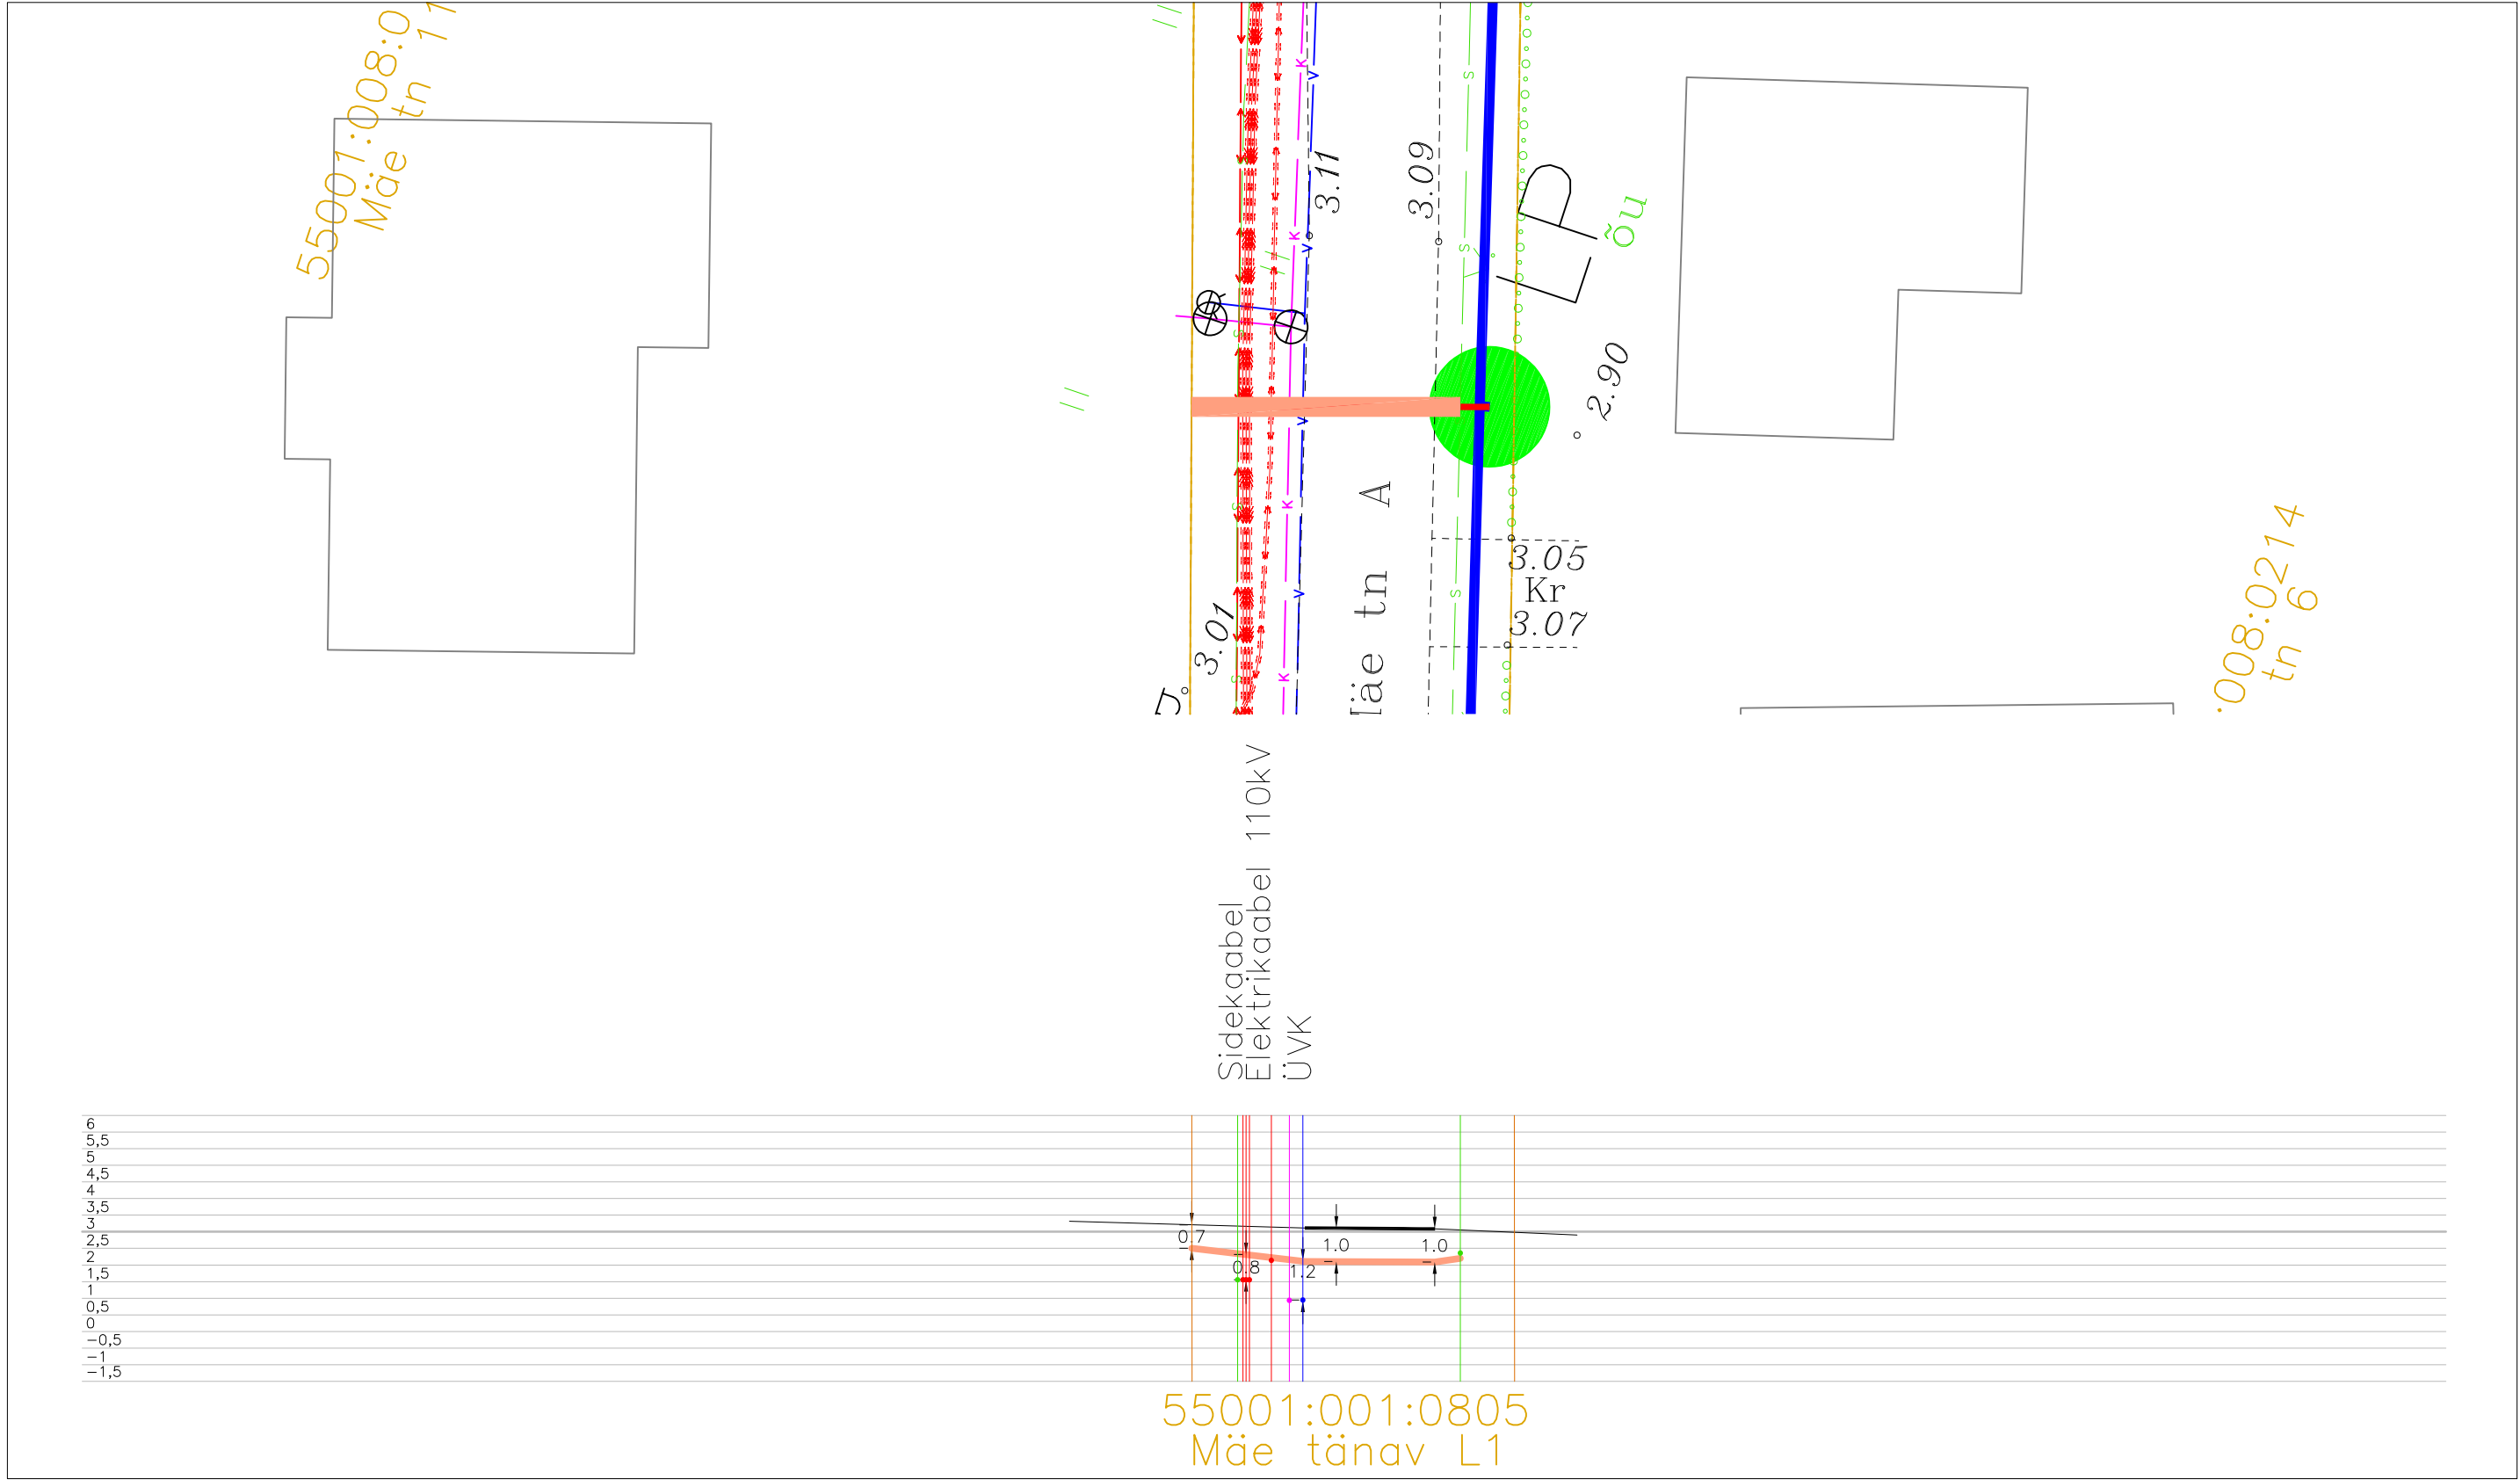 55001:008:0
Mäe tn 1
K
V
S
3.11
3.09
S
K
V
S
õu
K
S
V
2.90
A
S
K
3.05
Kr
3.07
V
S
tn
3.01
S
K
äe
008:0214
tn 6
Sidekaabel
Elektrikaabel 110kV
ÜVK
6
5,5
5
4,5
4
3,5
3
2,5
2
1,5
1
0,5
0
-0,5
-1
-1,5
0.7
0.8
1.2
1.0
1.0
55001:001:0805
Mäe tänav L1